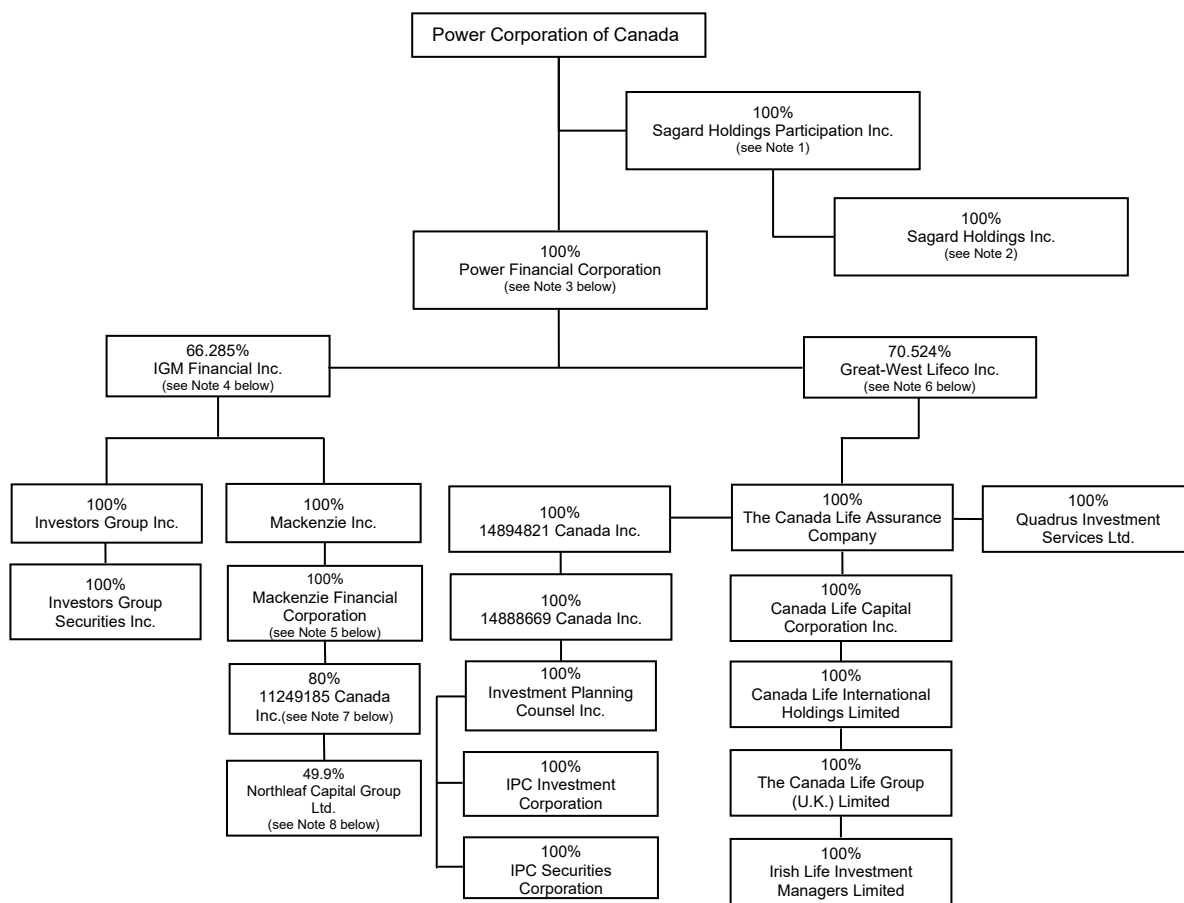 Power Corporation of Canada
100%
Sagard Holdings Participation Inc.
(see Note 1)
100%
Sagard Holdings Inc.
(see Note 2)
100%
Power Financial Corporation
(see Note 3 below)
66.285%
IGM Financial Inc.
(see Note 4 below)
70.524%
Great-West Lifeco Inc.
(see Note 6 below)
100%
Investors Group Inc.
100%
Mackenzie Inc.
100%
14894821 Canada Inc.
100%
The Canada Life Assurance
Company
100%
Quadrus Investment
Services Ltd.
100%
Investors Group
Securities Inc.
100%
Mackenzie Financial
Corporation
(see Note 5 below)
100%
14888669 Canada Inc.
100%
Canada Life Capital
Corporation Inc.
80%
11249185 Canada
Inc.(see Note 7 below)
100%
Investment Planning
Counsel Inc.
100%
Canada Life International
Holdings Limited
49.9%
Northleaf Capital Group
Ltd.
(see Note 8 below)
100%
IPC Investment
Corporation
100%
The Canada Life Group
(U.K.) Limited
100%
IPC Securities
Corporation
100%
Irish Life Investment
Managers Limited